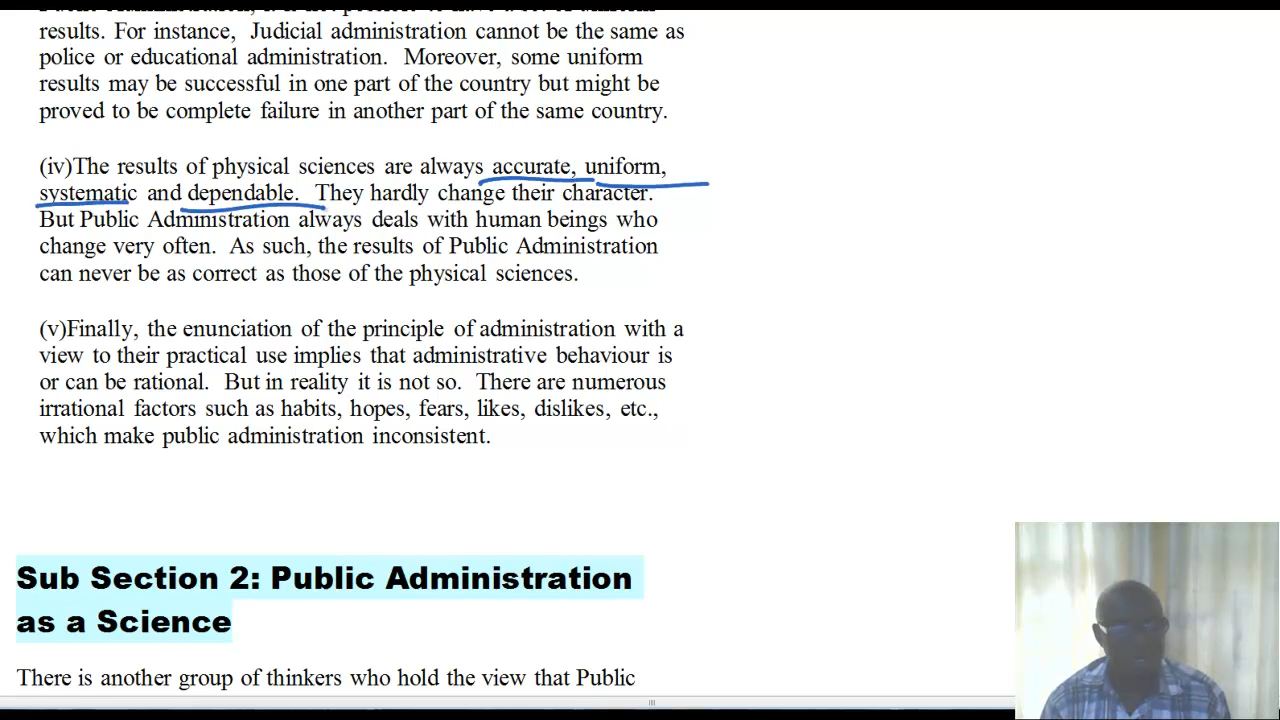 results. For instance, Judicial administration cannot be the same as
police or educational administration. Moreover, some uniform
results may be successful in one part of the country but might be
proved to be complete failure in another part of the same country.
(iv)The results of physical sciences are always accurate, uniform,
systematic and dependable. They hardly change their character.
But Public Administration always deals with human beings who
change very often. As such, the results of Public Administration
can never be as correct as those of the physical sciences.
(v)Finally, the enunciation of the principle of administration with a
view to their practical use implies that administrative behaviour is
or can be rational. But in reality it is not so. There are numerous
irrational factors such as habits, hopes, fears, likes, dislikes, etc.,
which make public administration inconsistent.
Sub Section 2: Public Administration
as a Science
There is another group of thinkers who hold the view that Public